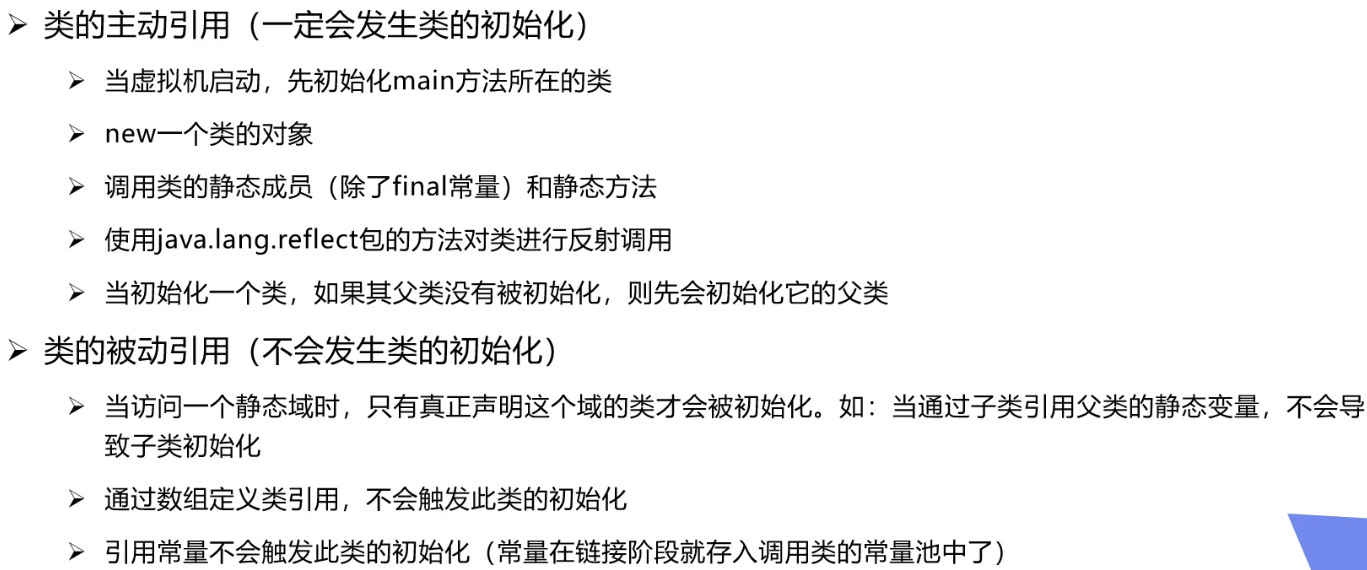 ➢ 类的主动引用（一定会发生类的初始化）
➢ 当虚拟机启动，先初始化main方法所在的类
➢ new一个类的对象
➢ 调用类的静态成员（除了final常量）和静态方法
➢ 使用java.lang.reflect包的方法对类进行反射调用
➢ 当初始化一个类，如果其父类没有被初始化，则先会初始化它的父类
➢ 类的被动引用（不会发生类的初始化）
➢ 当访问一个静态域时，只有真正声明这个域的类才会被初始化。如：当通过子类引用父类的静态变量，不会导
致子类初始化
➢ 通过数组定义类引用，不会触发此类的初始化
➢ 引用常量不会触发此类的初始化（常量在链接阶段就存入调用类的常量池中了）